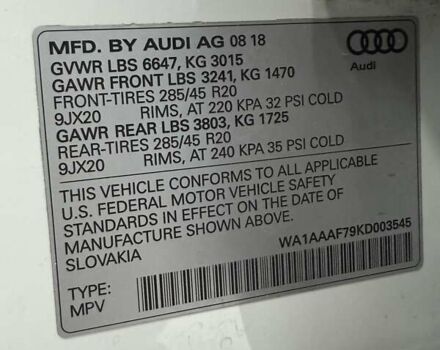 MFD. BY AUDI AG 08 18
GVWR LBS 6647, KG 3015
GAWR FRONT LBS 3241, KG 1470
FRONT-TIRES 285/45 R20
9JX20 RIMS, AT 220 KPA 32 PSI COLD
GAWR REAR LBS 3803, KG 1725
REAR-TIRES 285/45 R20
9JX20 RIMS, AT 240 KPA 35 PSI COLD
Audi
THIS VEHICLE CONFORMS TO ALL APPLICABLE
U.S. FEDERAL MOTOR VEHICLE SAFETY
STANDARDS IN EFFECT ON THE DATE OF
MANUFACTURE SHOWN ABOVE.
SLOVAKIA
WA1AAAF79KD003545
TYPE:
MPV